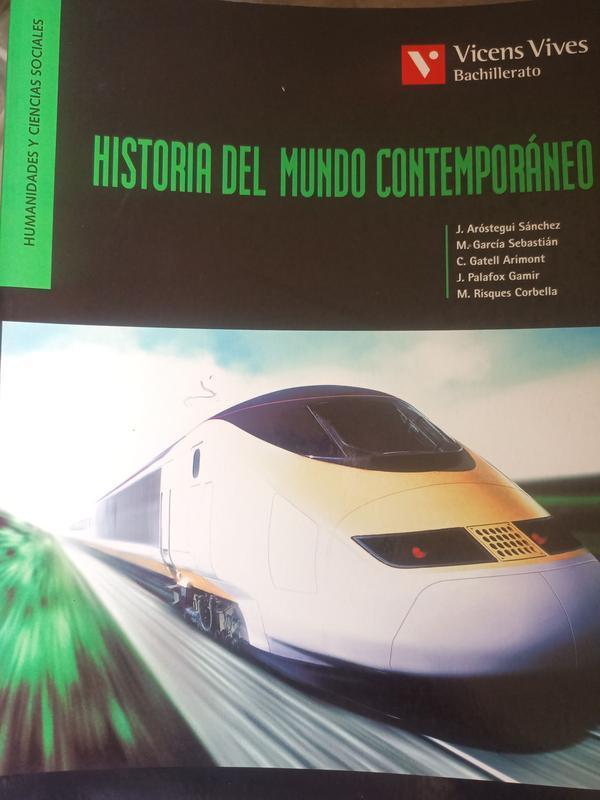 HUMANIDADES Y CIENCIAS SOCIALES
Vicens Vives
Bachillerato
HISTORIA DEL MUNDO CONTEMPORÁNEO
J. Aróstegui Sánchez
M. García Sebastián
C. Gatell Arimont
J. Palafox Gamir
M. Risques Corbella